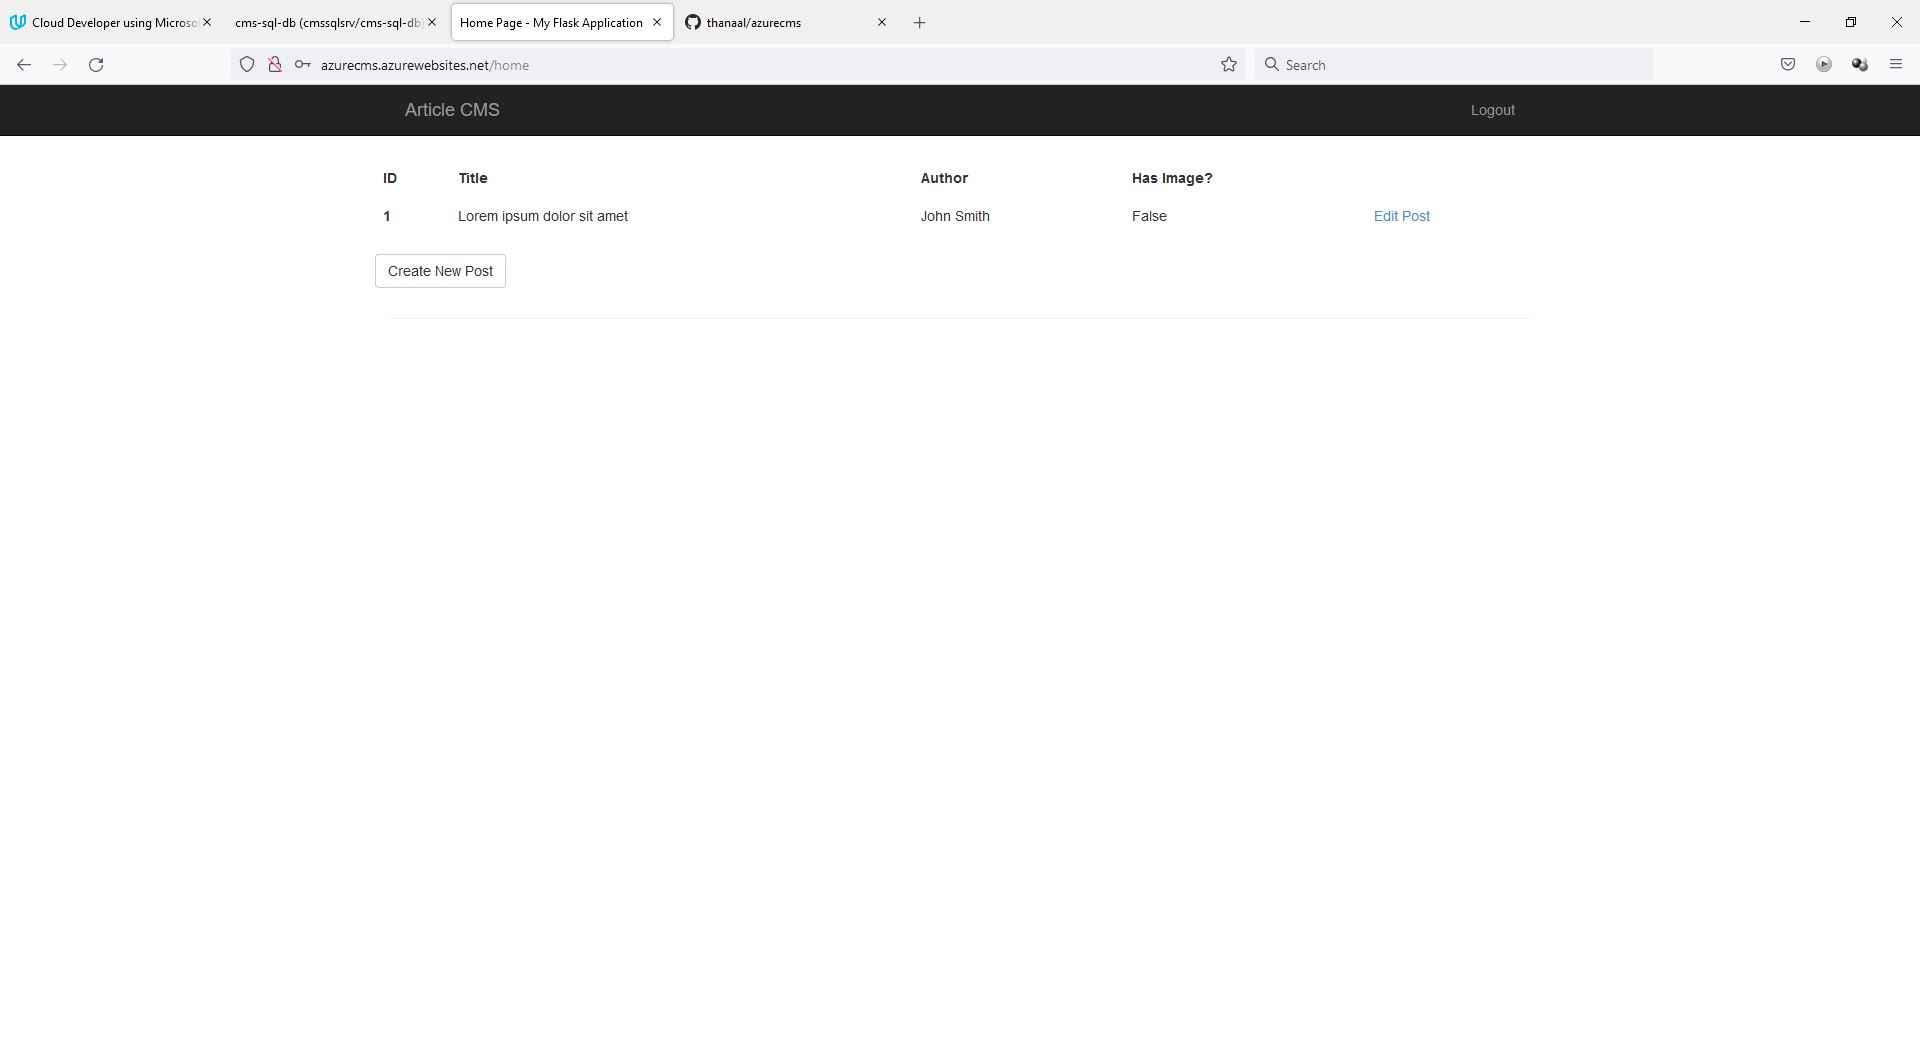 Cloud Developer using Microso
cms-sql-db (cmssqlsrv/cms-sql-db)
Home Page - My Flask Application
thanaal/azurecms
azurecms.azurewebsites.net/home
Search
Article CMS
Logout
ID Title Author Has Image?
1 Lorem ipsum dolor sit amet John Smith False Edit Post
Create New Post